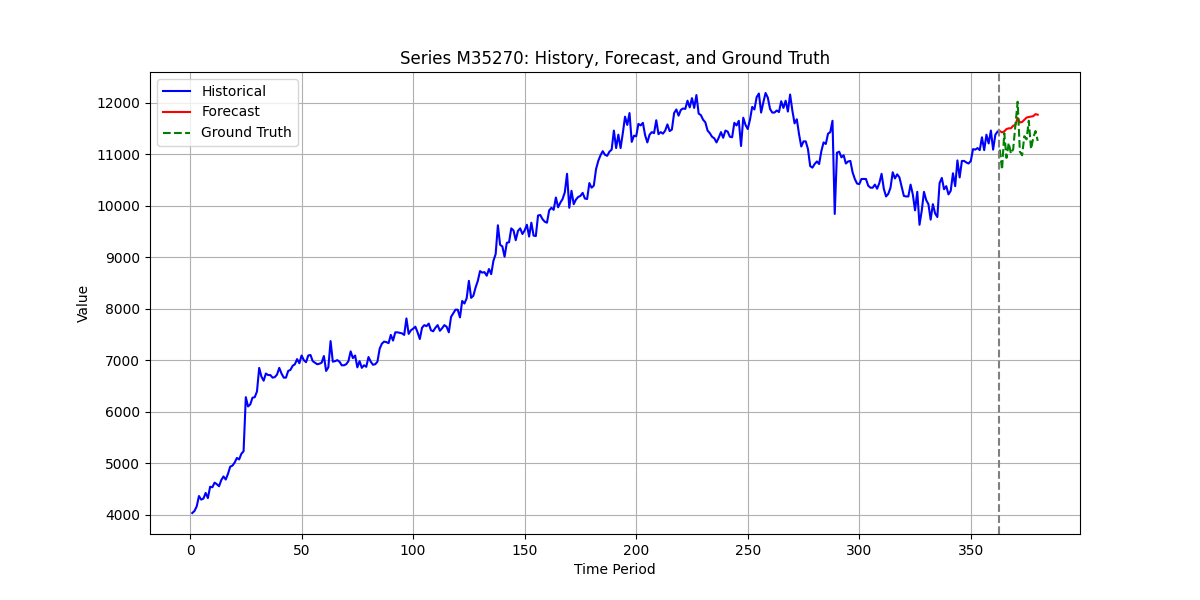 Series M35270: History, Forecast, and Ground Truth
Historical
Forecast
Ground Truth
12000
11000
10000
9000
8000
7000
6000
5000
4000
Value
0 50 100 150 200 250 300 350
Time Period